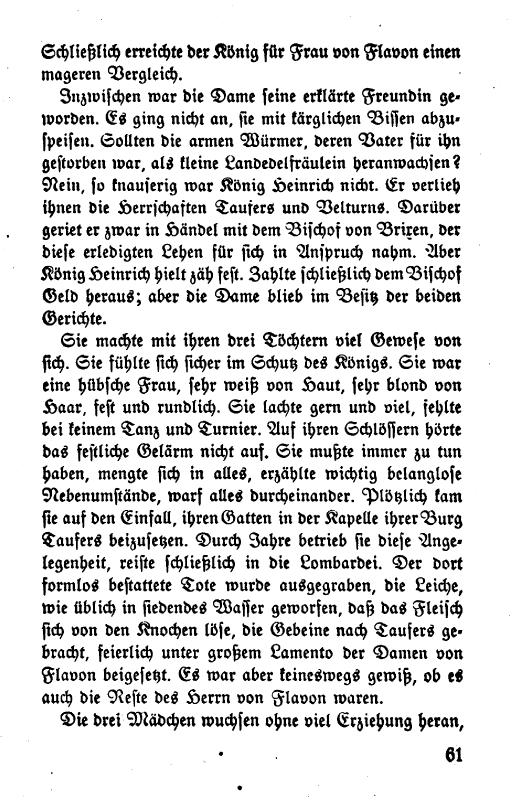 Schließlich erreichte der König für Frau von Flavon einen
mageren Vergleich.
Inzwischen war die Dame seine erklärte Freundin ge-
worden. Es ging nicht an, sie mit kärglichen Bissen abzu-
speisen. Sollten die armen Würmer, deren Vater für ihn
gestorben war, als kleine Landedelfräulein heranwachsen?
Nein, so knauserig war König Heinrich nicht. Er verlieh
ihnen die Herrschaften Taufers und Velturns. Darüber
geriet er zwar in Händel mit dem Bischof von Brixen, der
diese erledigten Lehen für sich in Anspruch nahm. Aber
König Heinrich hielt zäh fest. Zahlte schließlich dem Bischof
Geld heraus; aber die Dame blieb im Besitz der beiden
Gerichte.
Sie machte mit ihren drei Töchtern viel Gewese von
sich. Sie fühlte sich sicher im Schutz des Königs. Sie war
eine hübsche Frau, sehr weiß von Haut, sehr blond von
Haar, fest und rundlich. Sie lachte gern und viel, fehlte
bei keinem Tanz und Turnier. Auf ihren Schlössern hörte
das festliche Gelärm nicht auf. Sie mußte immer zu tun
haben, mengte sich in alles, erzählte wichtig belanglose
Nebenumstände, warf alles durcheinander. Plötzlich kam
sie auf den Einfall, ihren Gatten in der Kapelle ihrer Burg
Taufers beizusetzen. Durch Jahre betrieb sie diese Ange-
legenheit, reiste schließlich in die Lombardei. Der dort
formlos bestattete Tote wurde ausgegraben, die Leiche,
wie üblich in siedendes Wasser geworfen, daß das Fleisch
sich von den Knochen löse, die Gebeine nach Taufers ge-
bracht, feierlich unter großem Lamento der Damen von
Flavon beigesetzt. Es war aber keineswegs gewiß, ob es
auch die Reste des Herrn von Flavon waren.
Die drei Mädchen wuchsen ohne viel Erziehung heran,
61